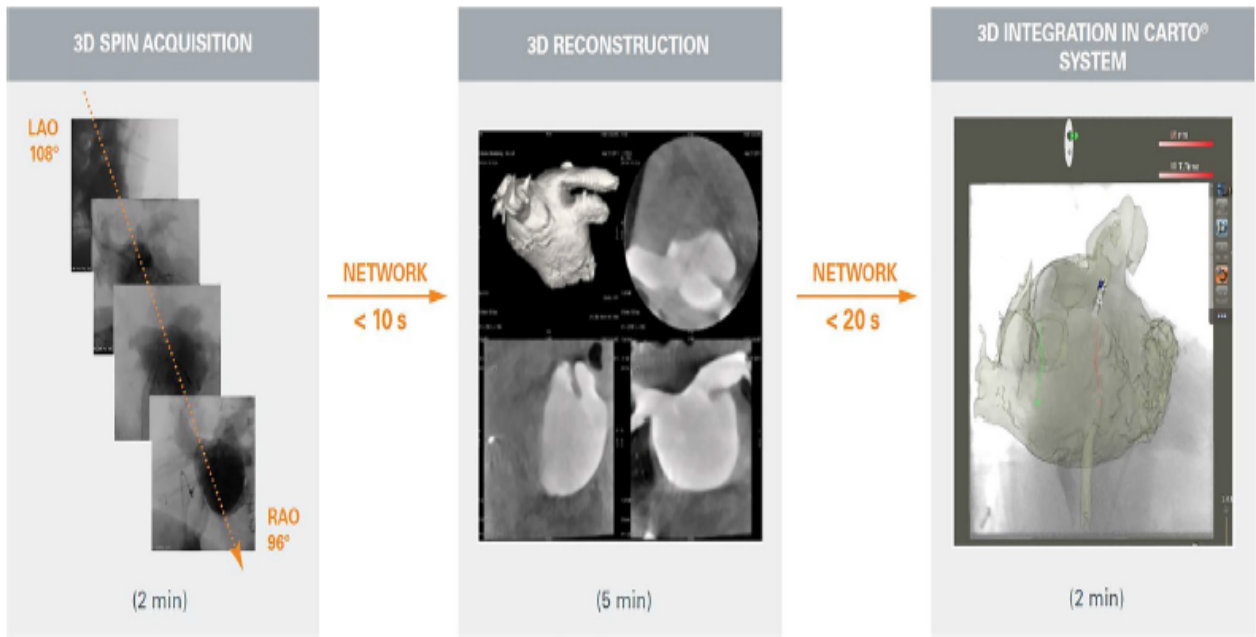 3D SPIN ACQUISITION
LAO
108°
RAO
96°
(2 min)
NETWORK
< 10 s
3D RECONSTRUCTION
(5 min)
NETWORK
< 20 s
3D INTEGRATION IN CARTO®
SYSTEM
(2 min)